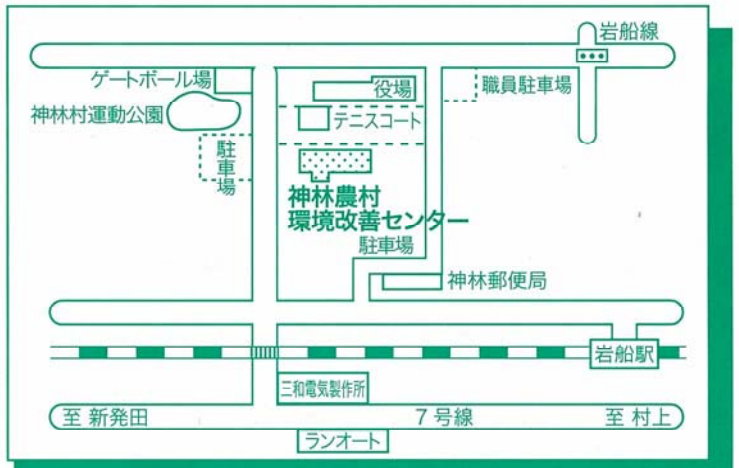 岩船線
ゲートボール場
役場
職員駐車場
神林村運動公園
テニスコート
駐車場
神林農村
環境改善センター
駐車場
神林郵便局
岩船駅
三和電気製作所
至 新発田
7号線
至 村上
ランオート